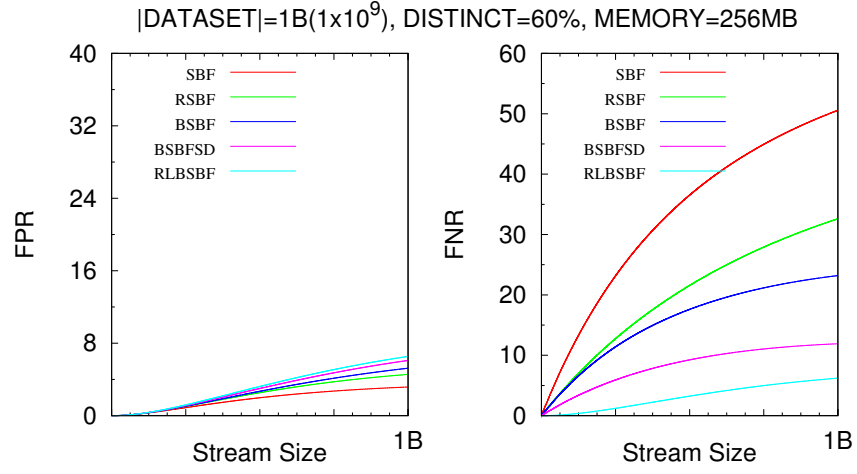 |DATASET|=1B(1x10^9), DISTINCT=60%, MEMORY=256MB
FPR
40
32
24
16
8
0
SBF
RSBF
BSBF
BSBFSD
RLBSBF
Stream Size
1B
FNR
60
50
40
30
20
10
0
SBF
RSBF
BSBF
BSBFSD
RLBSBF
Stream Size
1B